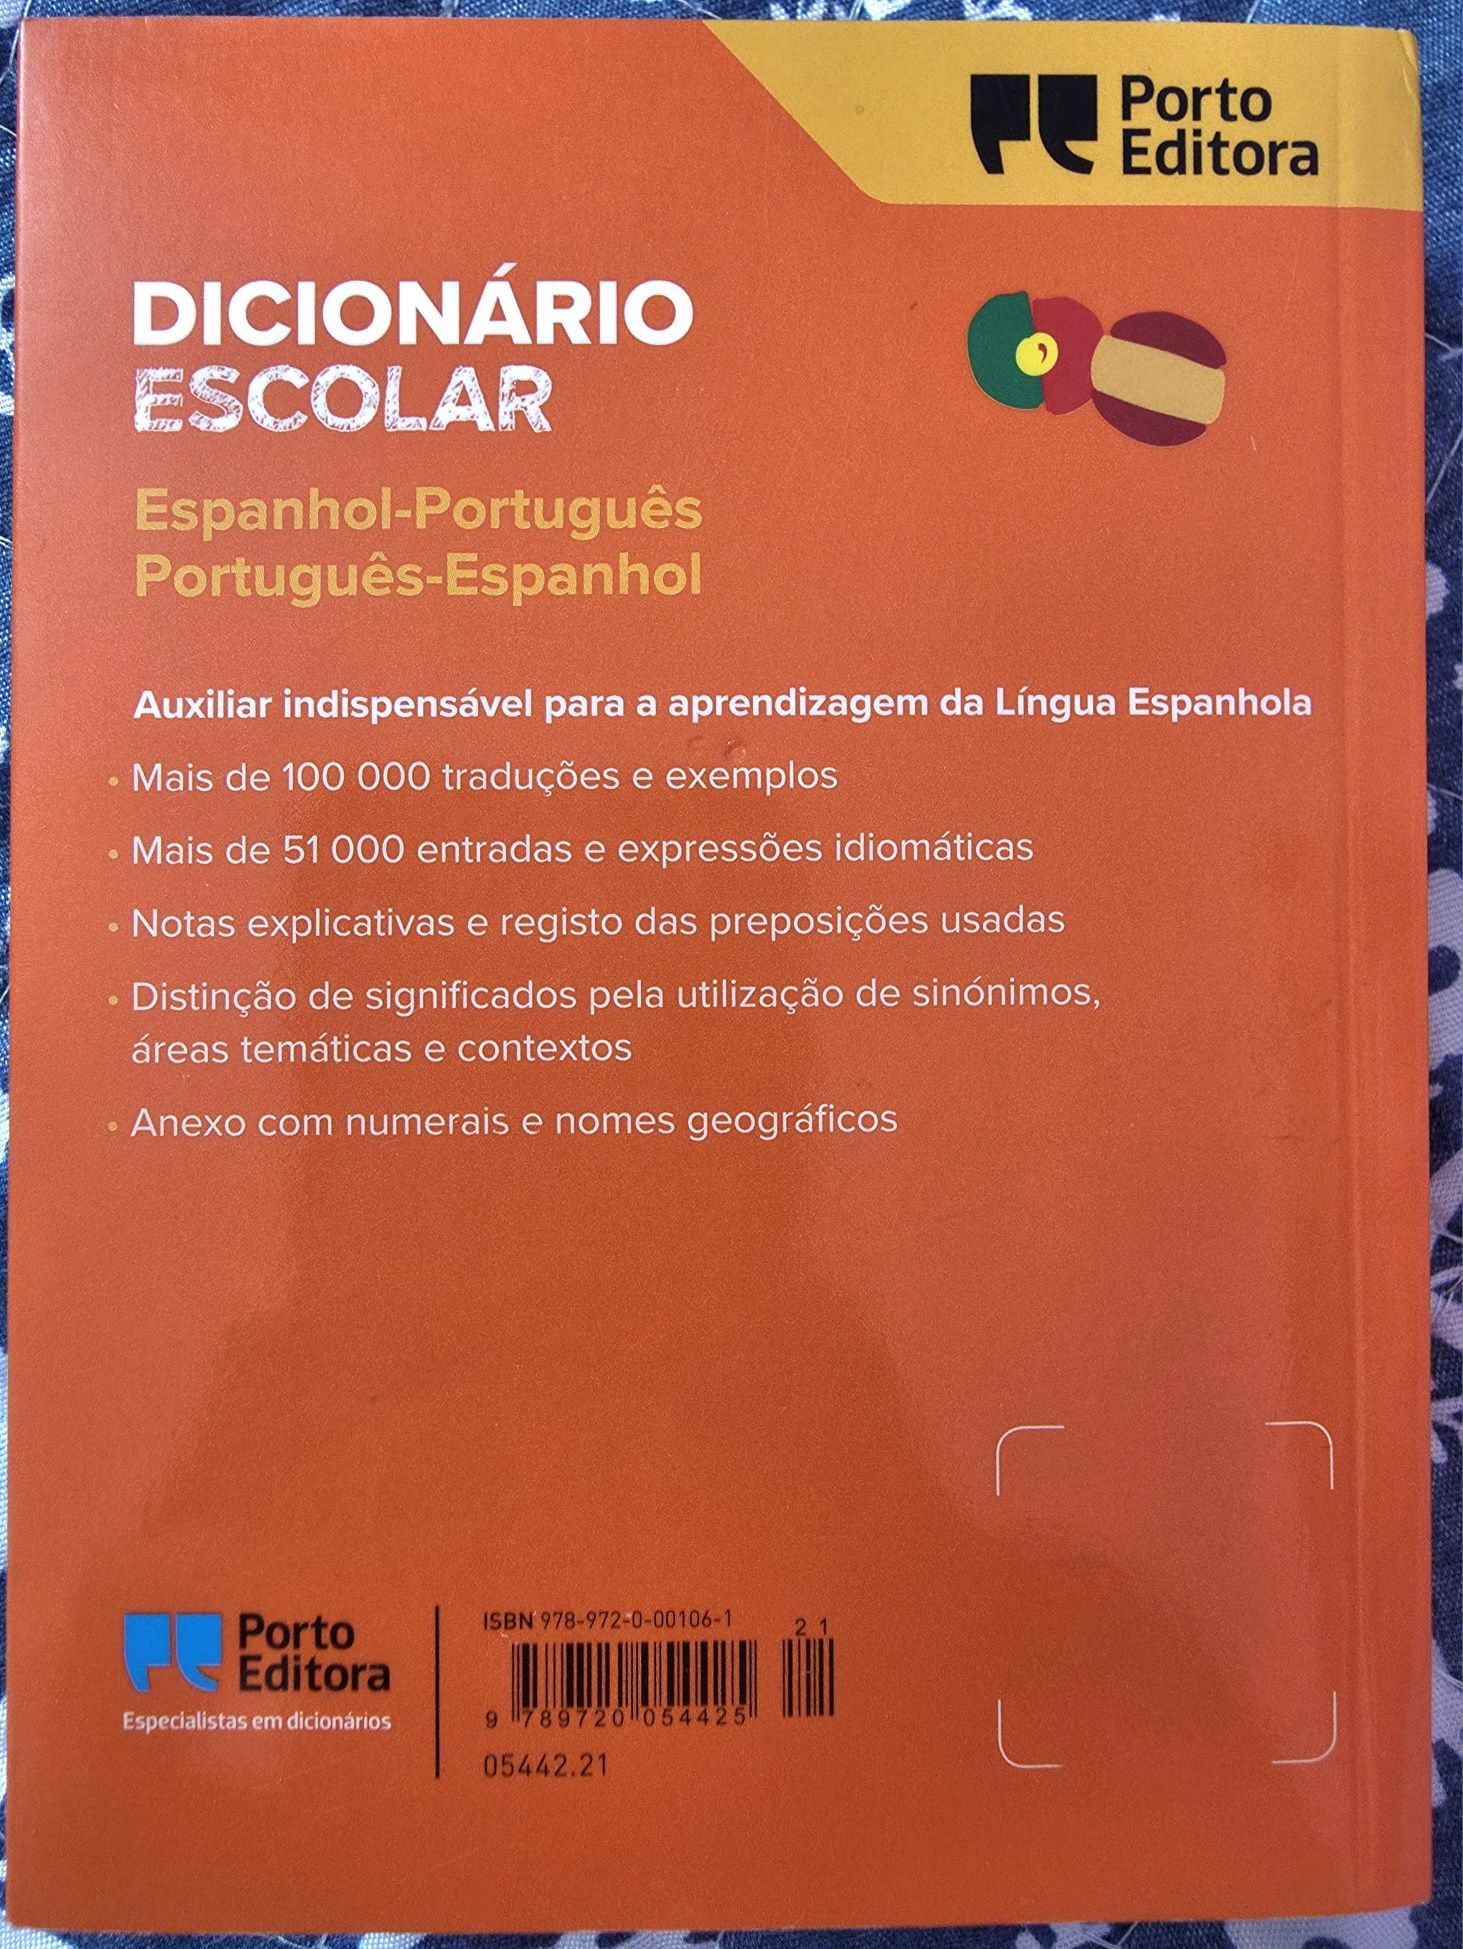 Porto
Editora
DICIONÁRIO
ESCOLAR
Espanhol-Português
Português-Espanhol
Auxiliar indispensável para a aprendizagem da Língua Espanhola
• Mais de 100 000 traduções e exemplos
• Mais de 51 000 entradas e expressões idiomáticas
• Notas explicativas e registo das preposições usadas
• Distinção de significados pela utilização de sinónimos,
áreas temáticas e contextos
• Anexo com numerais e nomes geográficos
Porto
Editora
Especialistas em dicionários
ISBN 978-972-0-00106-1
21
9 789720 054425
05442.21